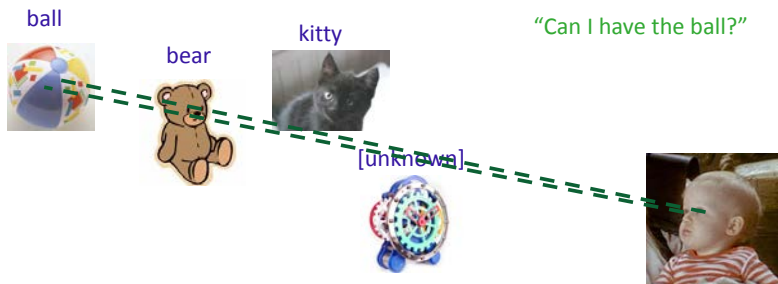 ball
bear
kitty
“Can I have the ball?”
[unknown]